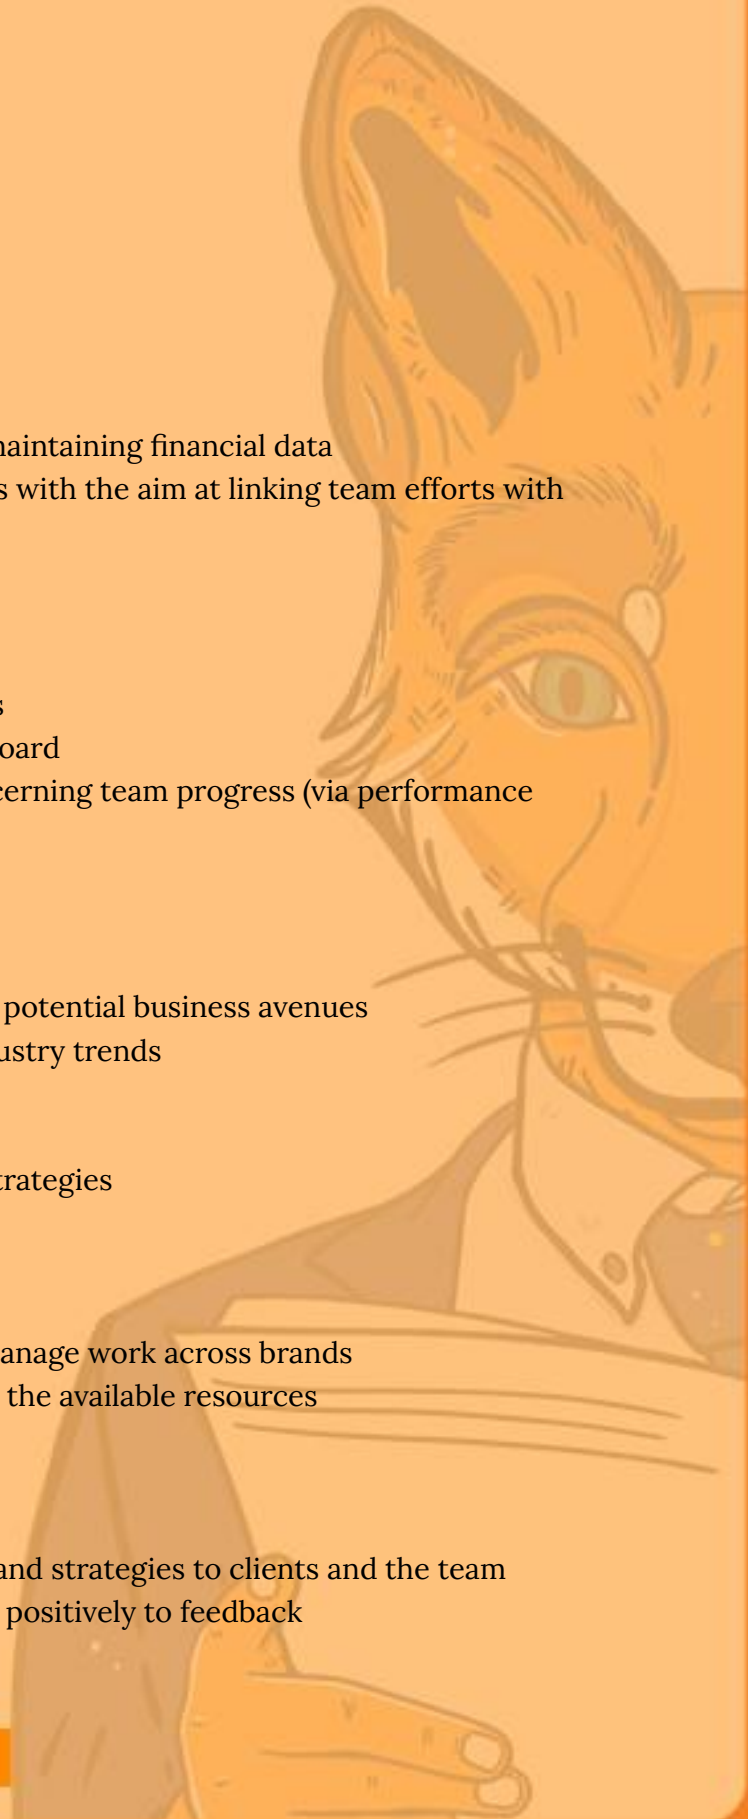 aintaining financial data
s with the aim at linking team efforts with
s
oard
cerning team progress (via performance
potential business avenues
ustry trends
trategies
anage work across brands
the available resources
and strategies to clients and the team
positively to feedback